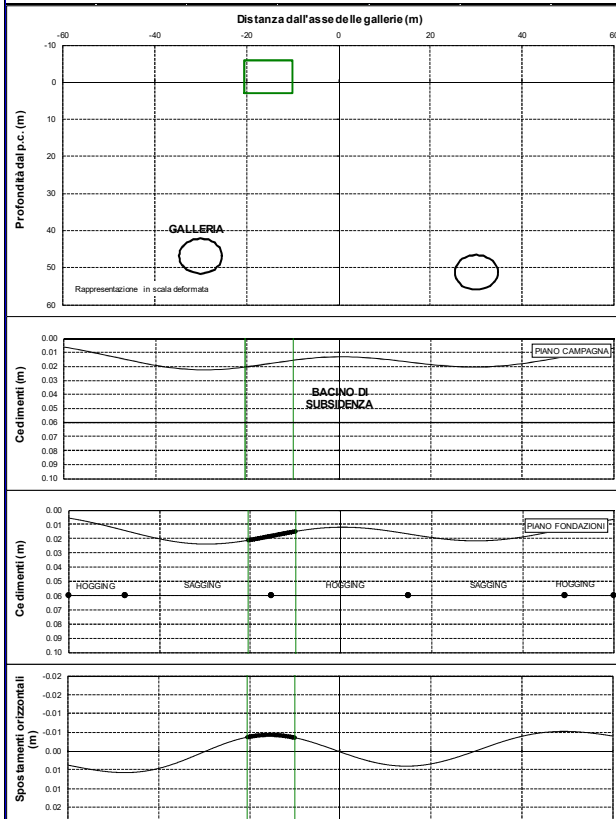 Distanza dall'asse delle gallerie (m)
-60 -40 -20 0 20 40 60
-10
0
10
20
30
40
50
60
Profondità dal p.c. (m)
GALLERIA
Rappresentazione in scala deformata
0.00
0.01
0.02
0.03
0.04
0.05
0.06
0.07
0.08
0.09
0.10
Cedimenti (m)
PIANO CAMPAGNA
BACINO DI
SUBSIDENZA
0.00
0.01
0.02
0.03
0.04
0.05
0.06
0.07
0.08
0.09
0.10
Cedimenti (m)
PIANO FONDAZIONI
HOGGING SAGGING HOGGING SAGGING HOGGING
-0.02
-0.01
-0.01
0.00
0.01
0.01
0.02
Spostamenti orizzontali
(m)